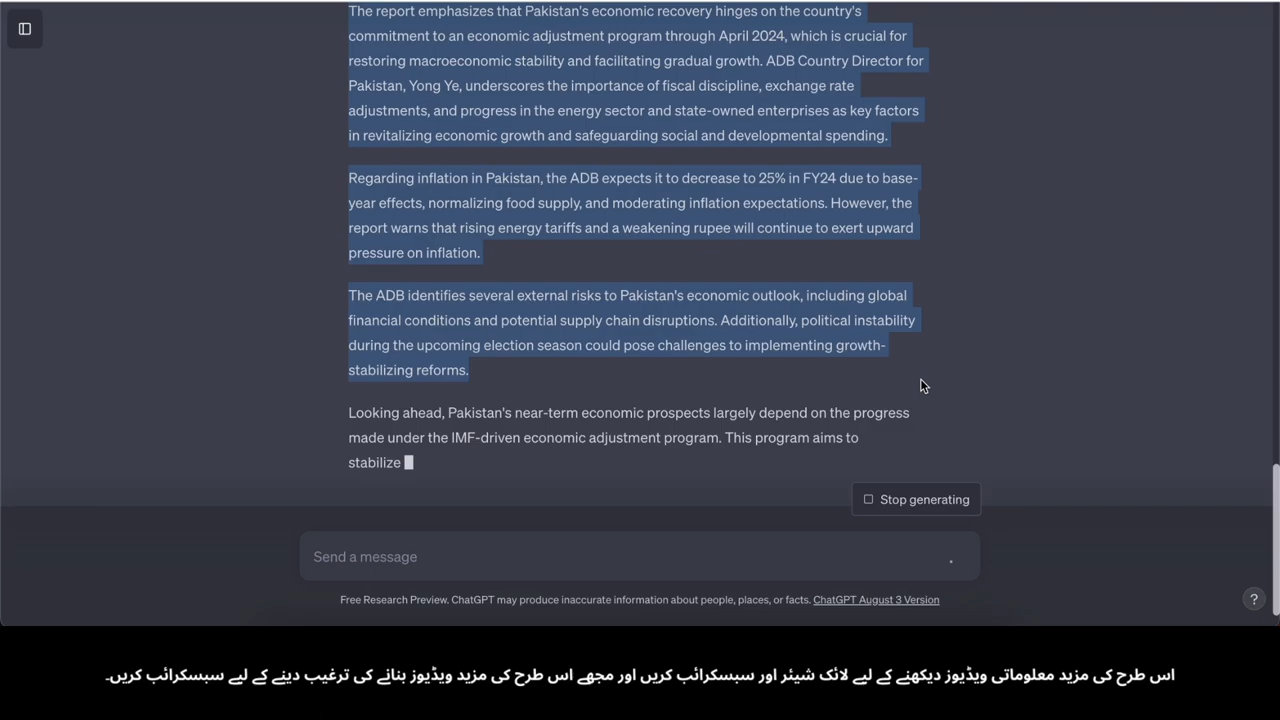 The report emphasizes that Pakistan's economic recovery hinges on the country's
commitment to an economic adjustment program through April 2024, which is crucial for
restoring macroeconomic stability and facilitating gradual growth. ADB Country Director for
Pakistan, Yong Ye, underscores the importance of fiscal discipline, exchange rate
adjustments, and progress in the energy sector and state-owned enterprises as key factors
in revitalizing economic growth and safeguarding social and developmental spending.
Regarding inflation in Pakistan, the ADB expects it to decrease to 25% in FY24 due to base-
year effects, normalizing food supply, and moderating inflation expectations. However, the
report warns that rising energy tariffs and a weakening rupee will continue to exert upward
pressure on inflation.
The ADB identifies several external risks to Pakistan's economic outlook, including global
financial conditions and potential supply chain disruptions. Additionally, political instability
during the upcoming election season could pose challenges to implementing growth-
stabilizing reforms.
Looking ahead, Pakistan's near-term economic prospects largely depend on the progress
made under the IMF-driven economic adjustment program. This program aims to
stabilize
Stop generating
Send a message
Free Research Preview. ChatGPT may produce inaccurate information about people, places, or facts. ChatGPT August 3 Version
?
اس طرح کی مزید معلوماتی ویڈیوز دیکھنے کے لیے لائک شیئر اور سبسکرائب کریں اور مجھے اس طرح کی مزید ویڈیوز بنانے کی ترغیب دینے کے لیے سبسکرائب کریں۔